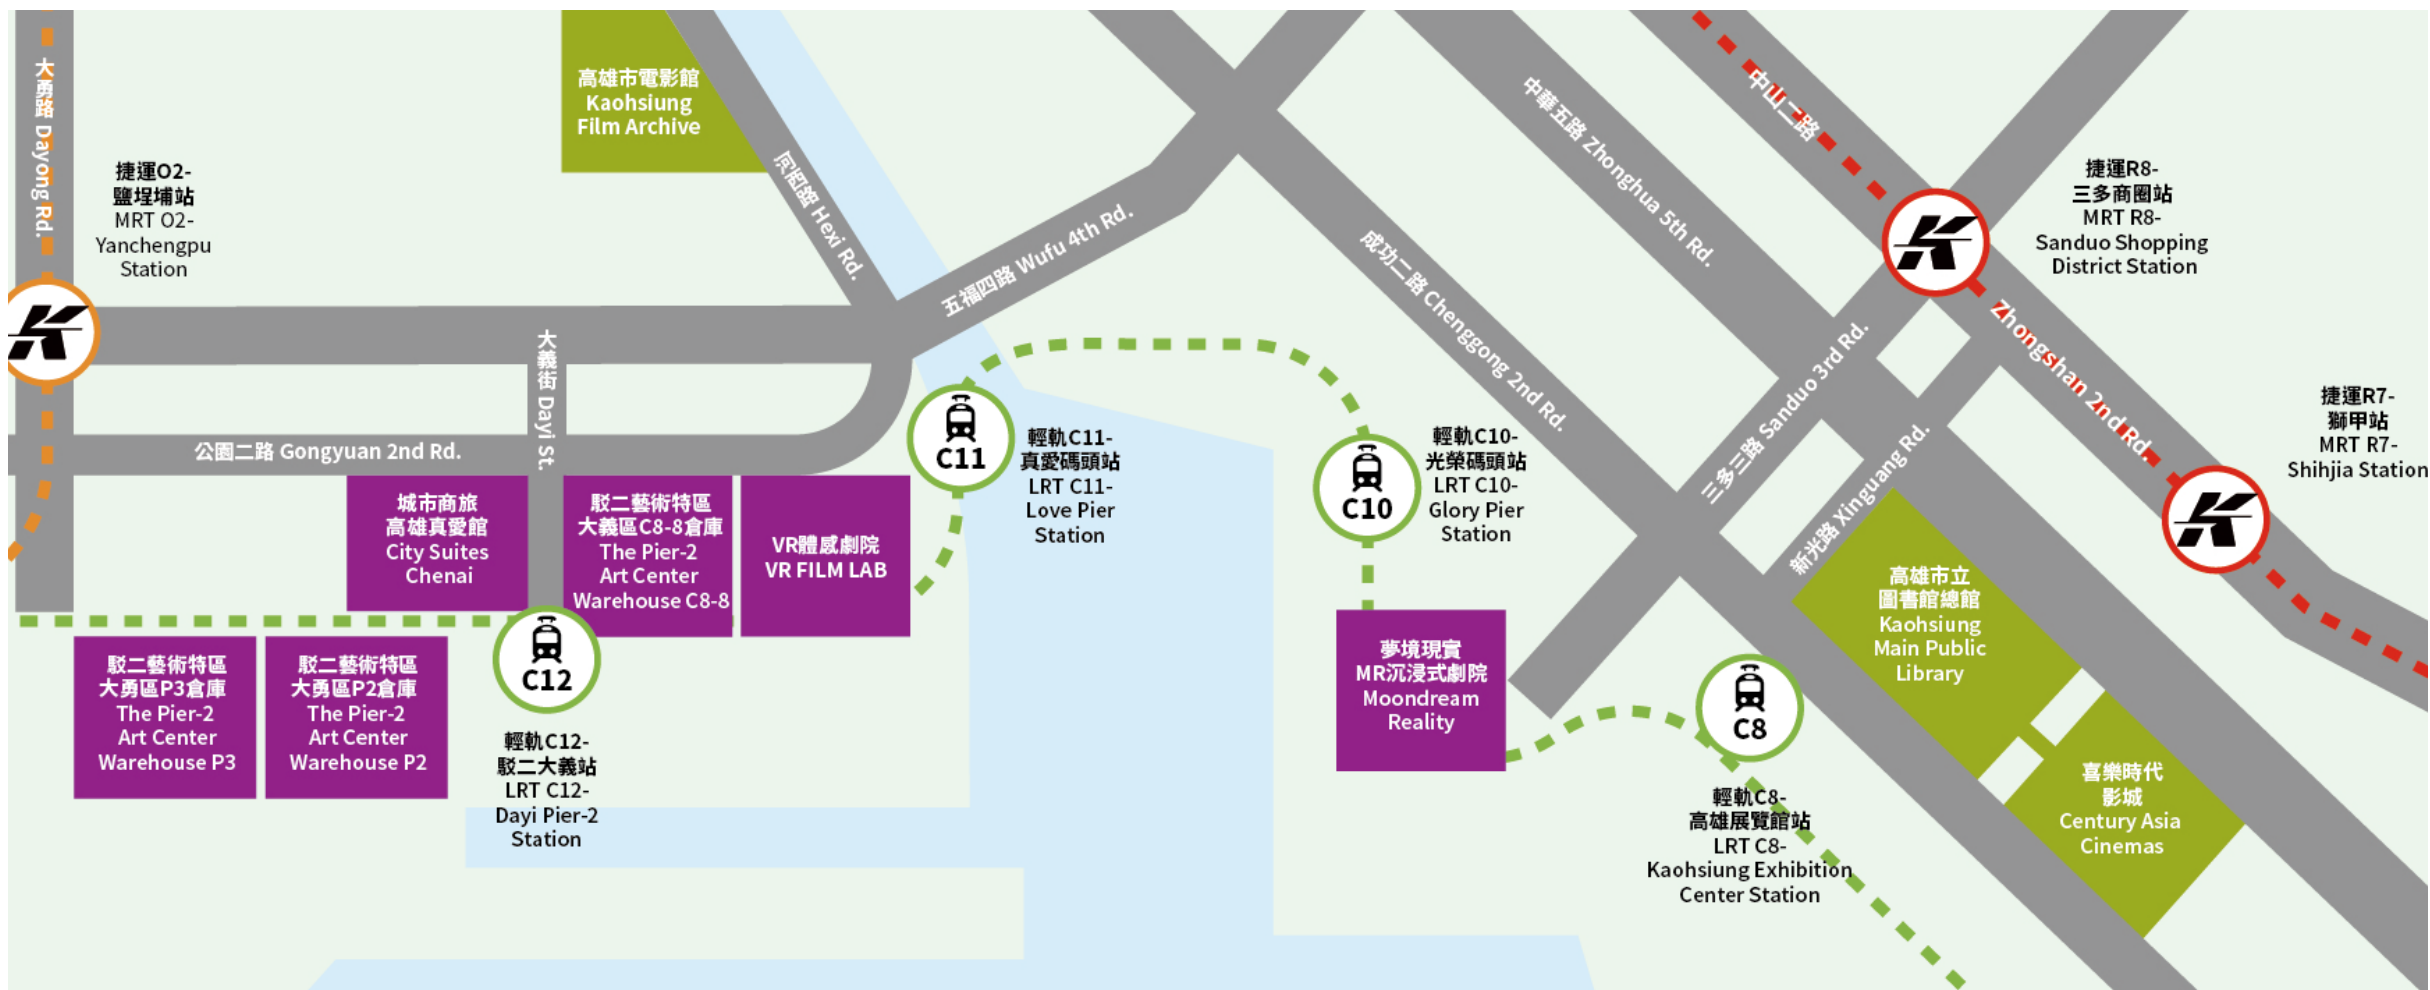 大勇路 Dayong Rd.
捷運O2-
鹽埕埔站
MRT O2-
Yanchengpu
Station
高雄市電影館
Kaohsiung
Film Archive
河西路 Hexi Rd.
五福四路 Wufu 4th Rd.
大義街 Dayi St.
公園二路 Gongyuan 2nd Rd.
城市商旅
高雄真愛館
City Suites
Chenai
駁二藝術特區
大義區C8-8倉庫
The Pier-2
Art Center
Warehouse C8-8
VR體感劇院
VR FILM LAB
駁二藝術特區
大勇區P3倉庫
The Pier-2
Art Center
Warehouse P3
駁二藝術特區
大勇區P2倉庫
The Pier-2
Art Center
Warehouse P2
C12
輕軌C12-
駁二大義站
LRT C12-
Dayi Pier-2
Station
C11
輕軌C11-
真愛碼頭站
LRT C11-
Love Pier
Station
C10
輕軌C10-
光榮碼頭站
LRT C10-
Glory Pier
Station
夢境現實
MR沉浸式劇院
Moondream
Reality
成功二路 Chenggong 2nd Rd.
中華五路 Zhonghua 5th Rd.
中山二路
Zhongshan 2nd Rd.
三多三路 Sanduo 3rd Rd.
新光路 Xinguang Rd.
捷運R8-
三多商圈站
MRT R8-
Sanduo Shopping
District Station
捷運R7-
獅甲站
MRT R7-
Shihjia Station
高雄市立
圖書館總館
Kaohsiung
Main Public
Library
喜樂時代
影城
Century Asia
Cinemas
C8
輕軌C8-
高雄展覽館站
LRT C8-
Kaohsiung Exhibition
Center Station